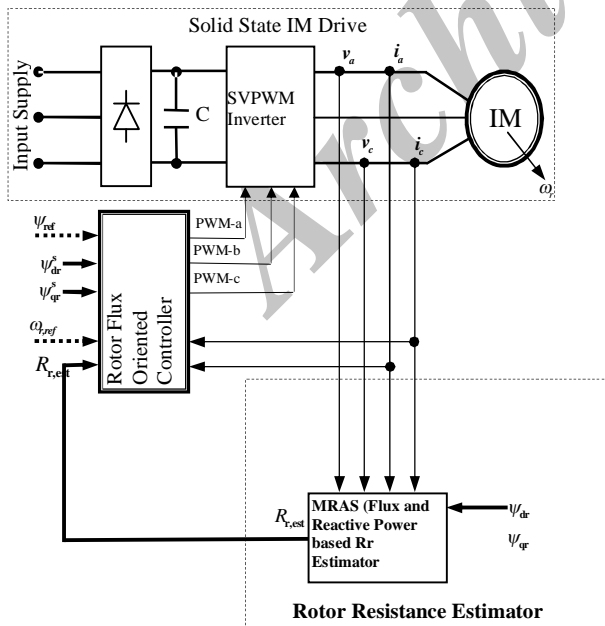 Solid State IM Drive
Input Supply
C
SVPWM
Inverter
v_a
i_a
v_c
i_c
IM
ω_r
Archi
ψ_ref
ψ^s_dr
ψ^s_qr
ω_r,ref
R_r,est
Rotor Flux
Oriented
Controller
PWM-a
PWM-b
PWM-c
R_r,est
MRAS (Flux and
Reactive Power
based Rr
Estimator
ψ_dr
ψ_qr
Rotor Resistance Estimator